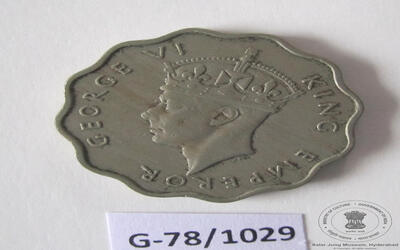 GEORGE VI KING EMPEROR
G-78/1029
Salar Jung Museum, Hyderabad